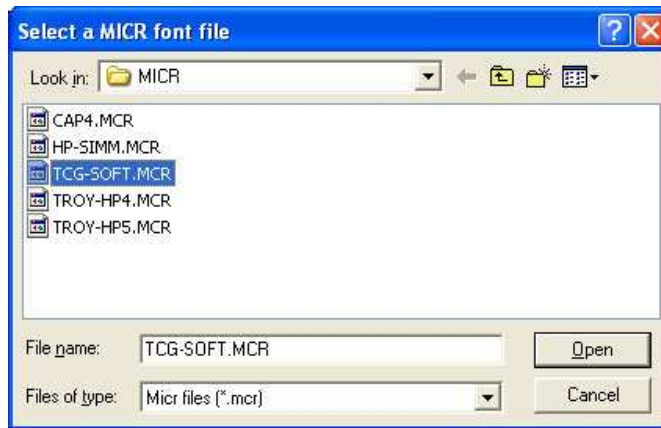 Select a MICR font file
Look in: MICR
CAP4.MCR
HP-SIMM.MCR
TCG-SOFT.MCR
TROY-HP4.MCR
TROY-HP5.MCR
File name: TCG-SOFT.MCR Open
Files of type: Micr files (*.mcr) Cancel